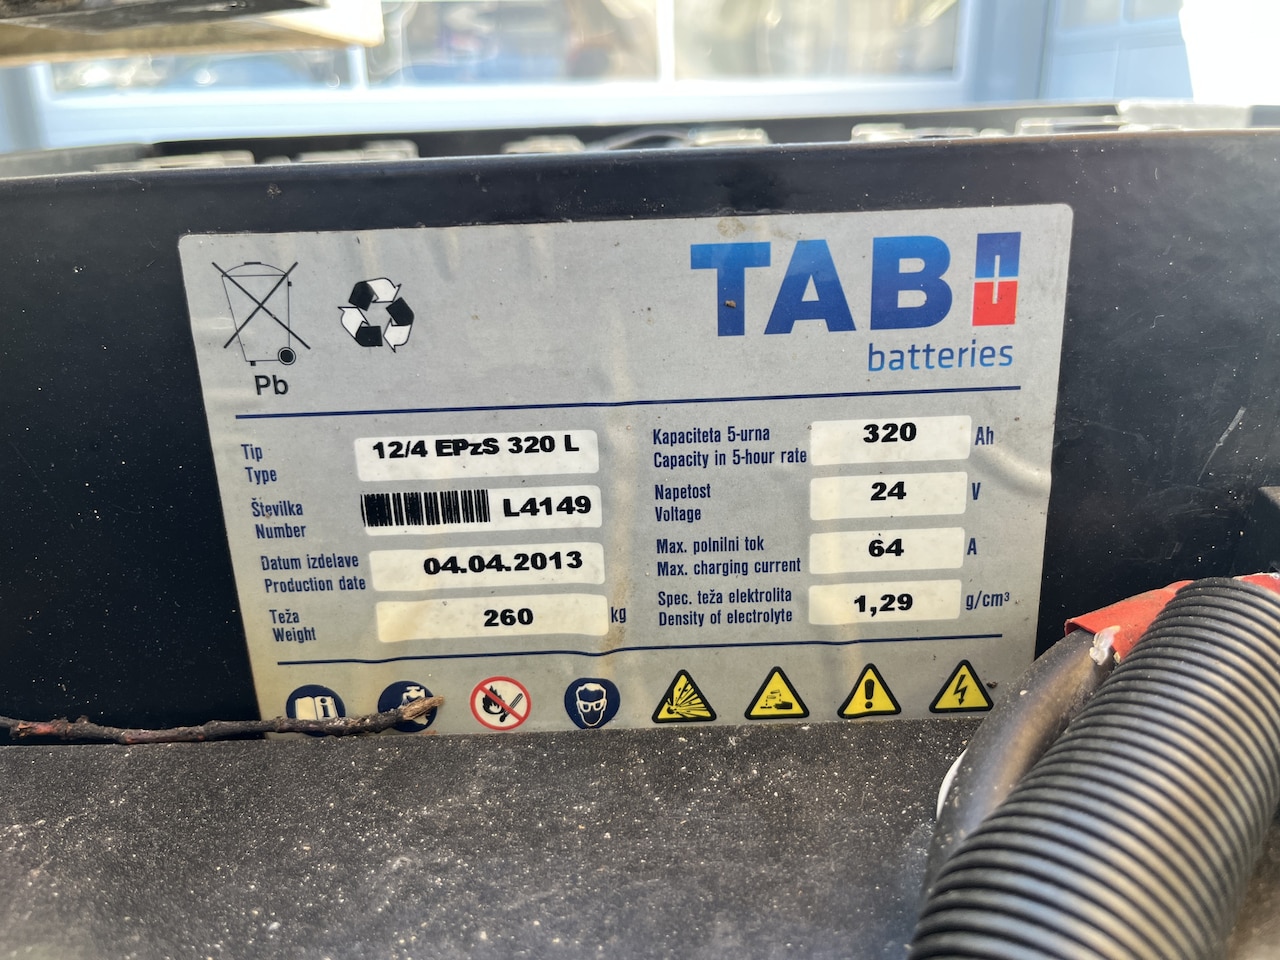 TAB
batteries
Pb
Tip
Type
12/4 EPzS 320 L
Številka
Number
L4149
Datum izdelave
Production date
04.04.2013
Teža
Weight
260 kg
Kapaciteta 5-urna
Capacity in 5-hour rate
320 Ah
Napetost
Voltage
24 V
Max. polnilni tok
Max. charging current
64 A
Spec. teža elektrolita
Density of electrolyte
1,29 g/cm³